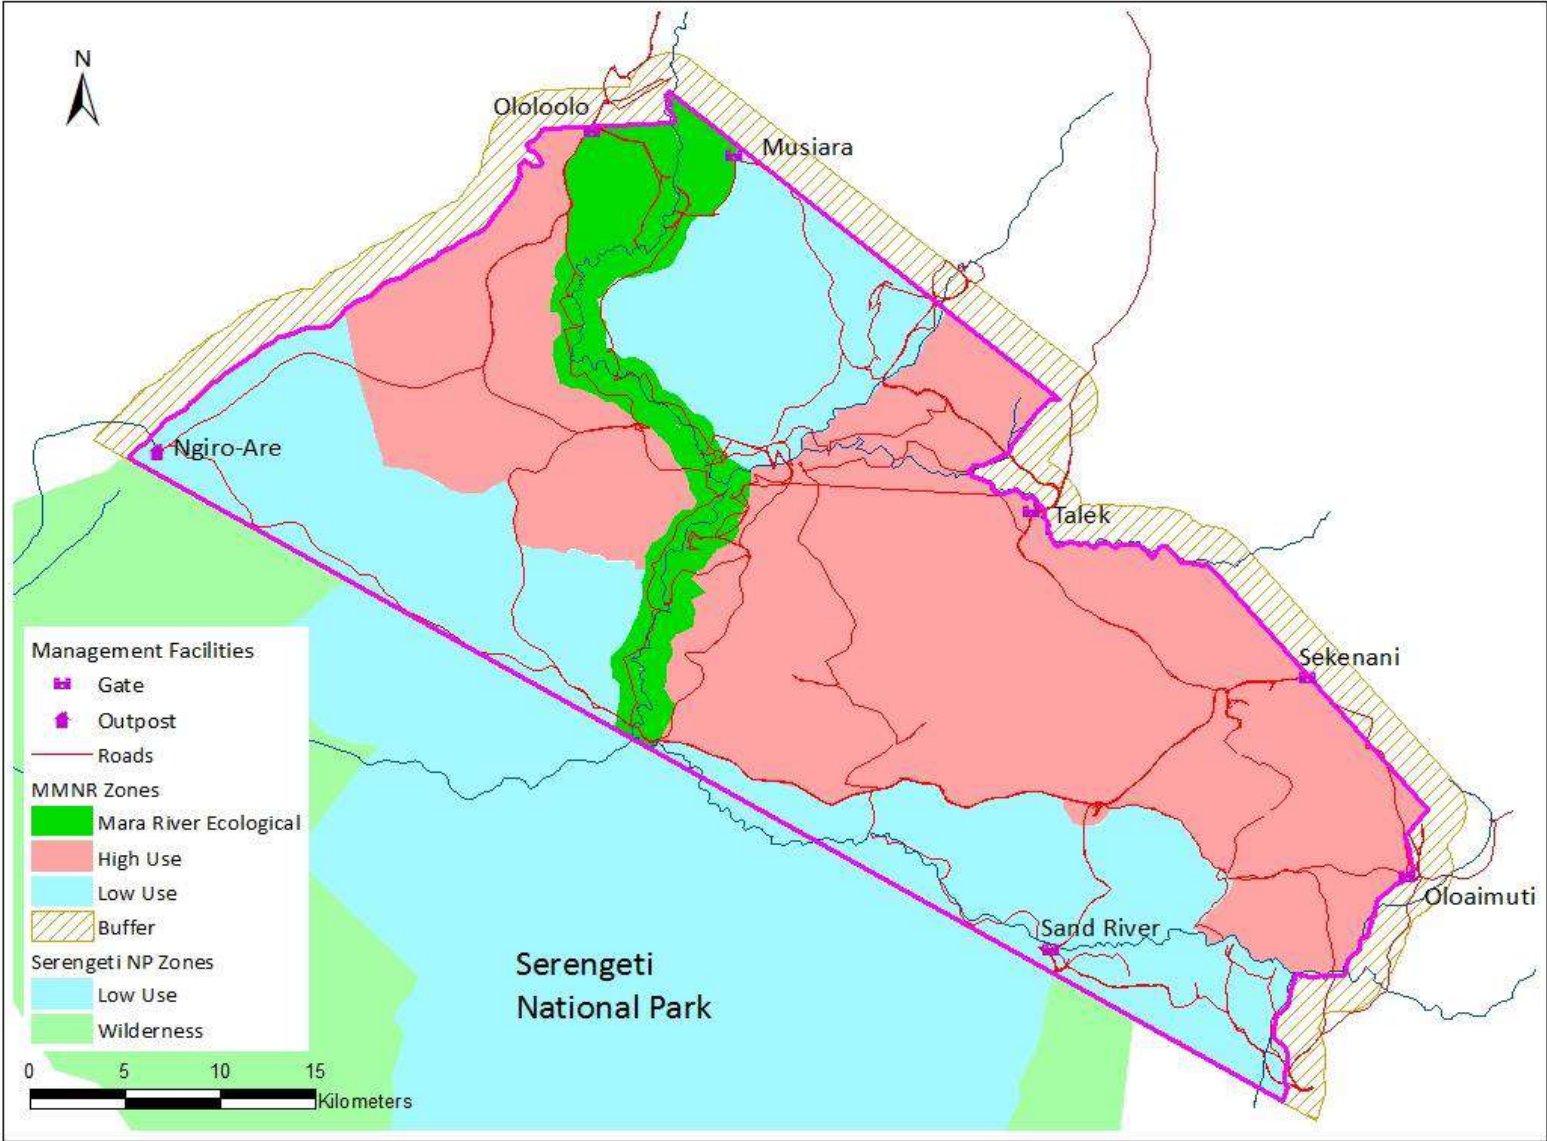 N
Ololoolo
Musiara
Ngiro-Are
Talek
Sekenani
Oloaimuti
Sand River
Serengeti
National Park
Management Facilities
Gate
Outpost
Roads
MMNR Zones
Mara River Ecological
High Use
Low Use
Buffer
Serengeti NP Zones
Low Use
Wilderness
0 5 10 15
Kilometers